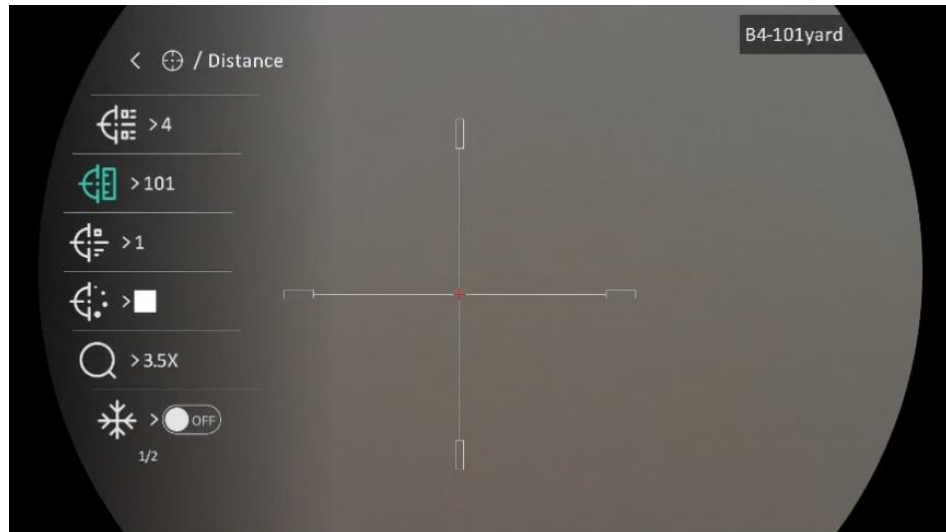 B4-101yard
< / Distance
>4
>101
>1
>
>3.5X
> OFF
1/2